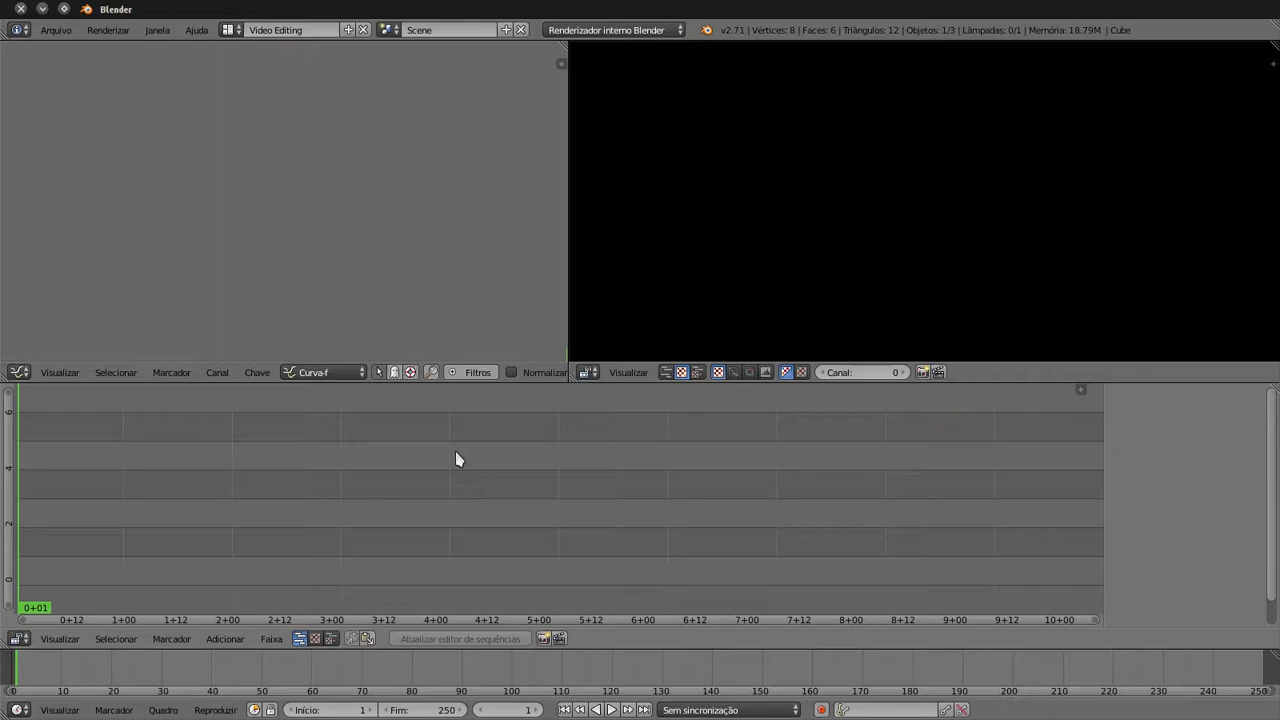 Blender
Arquivo Renderizar Janela Ajuda Video Editing Scene Renderizador interno Blender v2.71 | Vértices: 8 | Faces: 6 | Triângulos: 12 | Objetos: 1/3 | Lâmpadas: 0/1 | Memória: 18.79M | Cube
Visualizar Selecionar Marcador Canal Chave Curva-f Filtros Normalizar Visualizar Canal: 0
6
4
2
0
0+01
0+12 1+00 1+12 2+00 2+12 3+00 3+12 4+00 4+12 5+00 5+12 6+00 6+12 7+00 7+12 8+00 8+12 9+00 9+12 10+00
Visualizar Selecionar Marcador Adicionar Faixa Atualizar editor de sequências
0 10 20 30 40 50 60 70 80 90 100 110 120 130 140 150 160 170 180 190 200 210 220 230 240 250
Visualizar Marcador Quadro Reproduzir Início: 1 Fim: 250 1 Sem sincronização